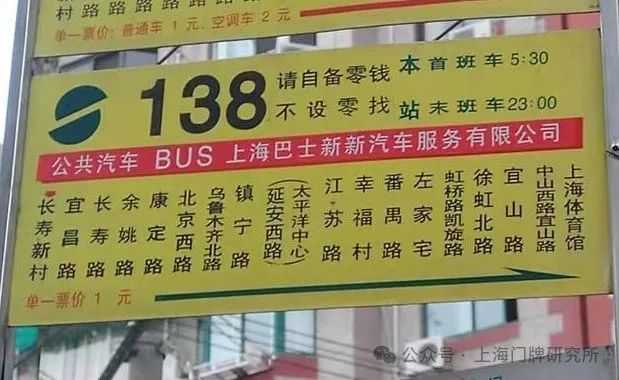 单一票价：普通车 1 元，空调车 2 元
138
请自备零钱
不设零找
本站
首班车 5:30
末班车 23:00
公共汽车 BUS 上海巴士新新汽车服务有限公司
长寿新村
宜昌路
长寿路
余姚路
康定路
北京西路
乌鲁木齐北路
镇宁路
(延安西路)
(太平洋中心)
江苏路
幸福村
番禺路
左家宅
虹桥路凯旋路
徐虹北路
宜山路
中山西路宜山路
上海体育馆
单一票价 1 元
公众号·上海门牌研究所